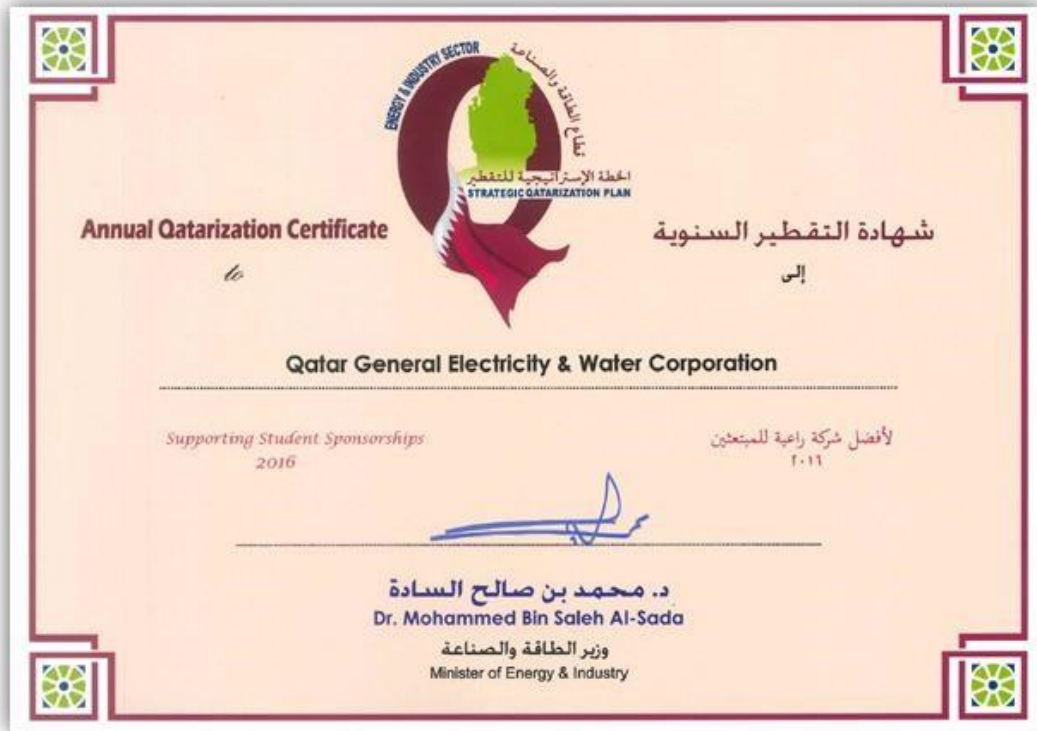 ENERGY & INDUSTRY SECTOR
قطاع الطاقة والصناعة
الخطة الإستراتيجية للتقطير
STRATEGIC QATARIZATION PLAN
Annual Qatarization Certificate
to
شهادة التقطير السنوية
إلى
Qatar General Electricity & Water Corporation
Supporting Student Sponsorships
2016
لأفضل شركة راعية للمبتعثين
٢٠١٦
د. محمد بن صالح السادة
Dr. Mohammed Bin Saleh Al-Sada
وزير الطاقة والصناعة
Minister of Energy & Industry